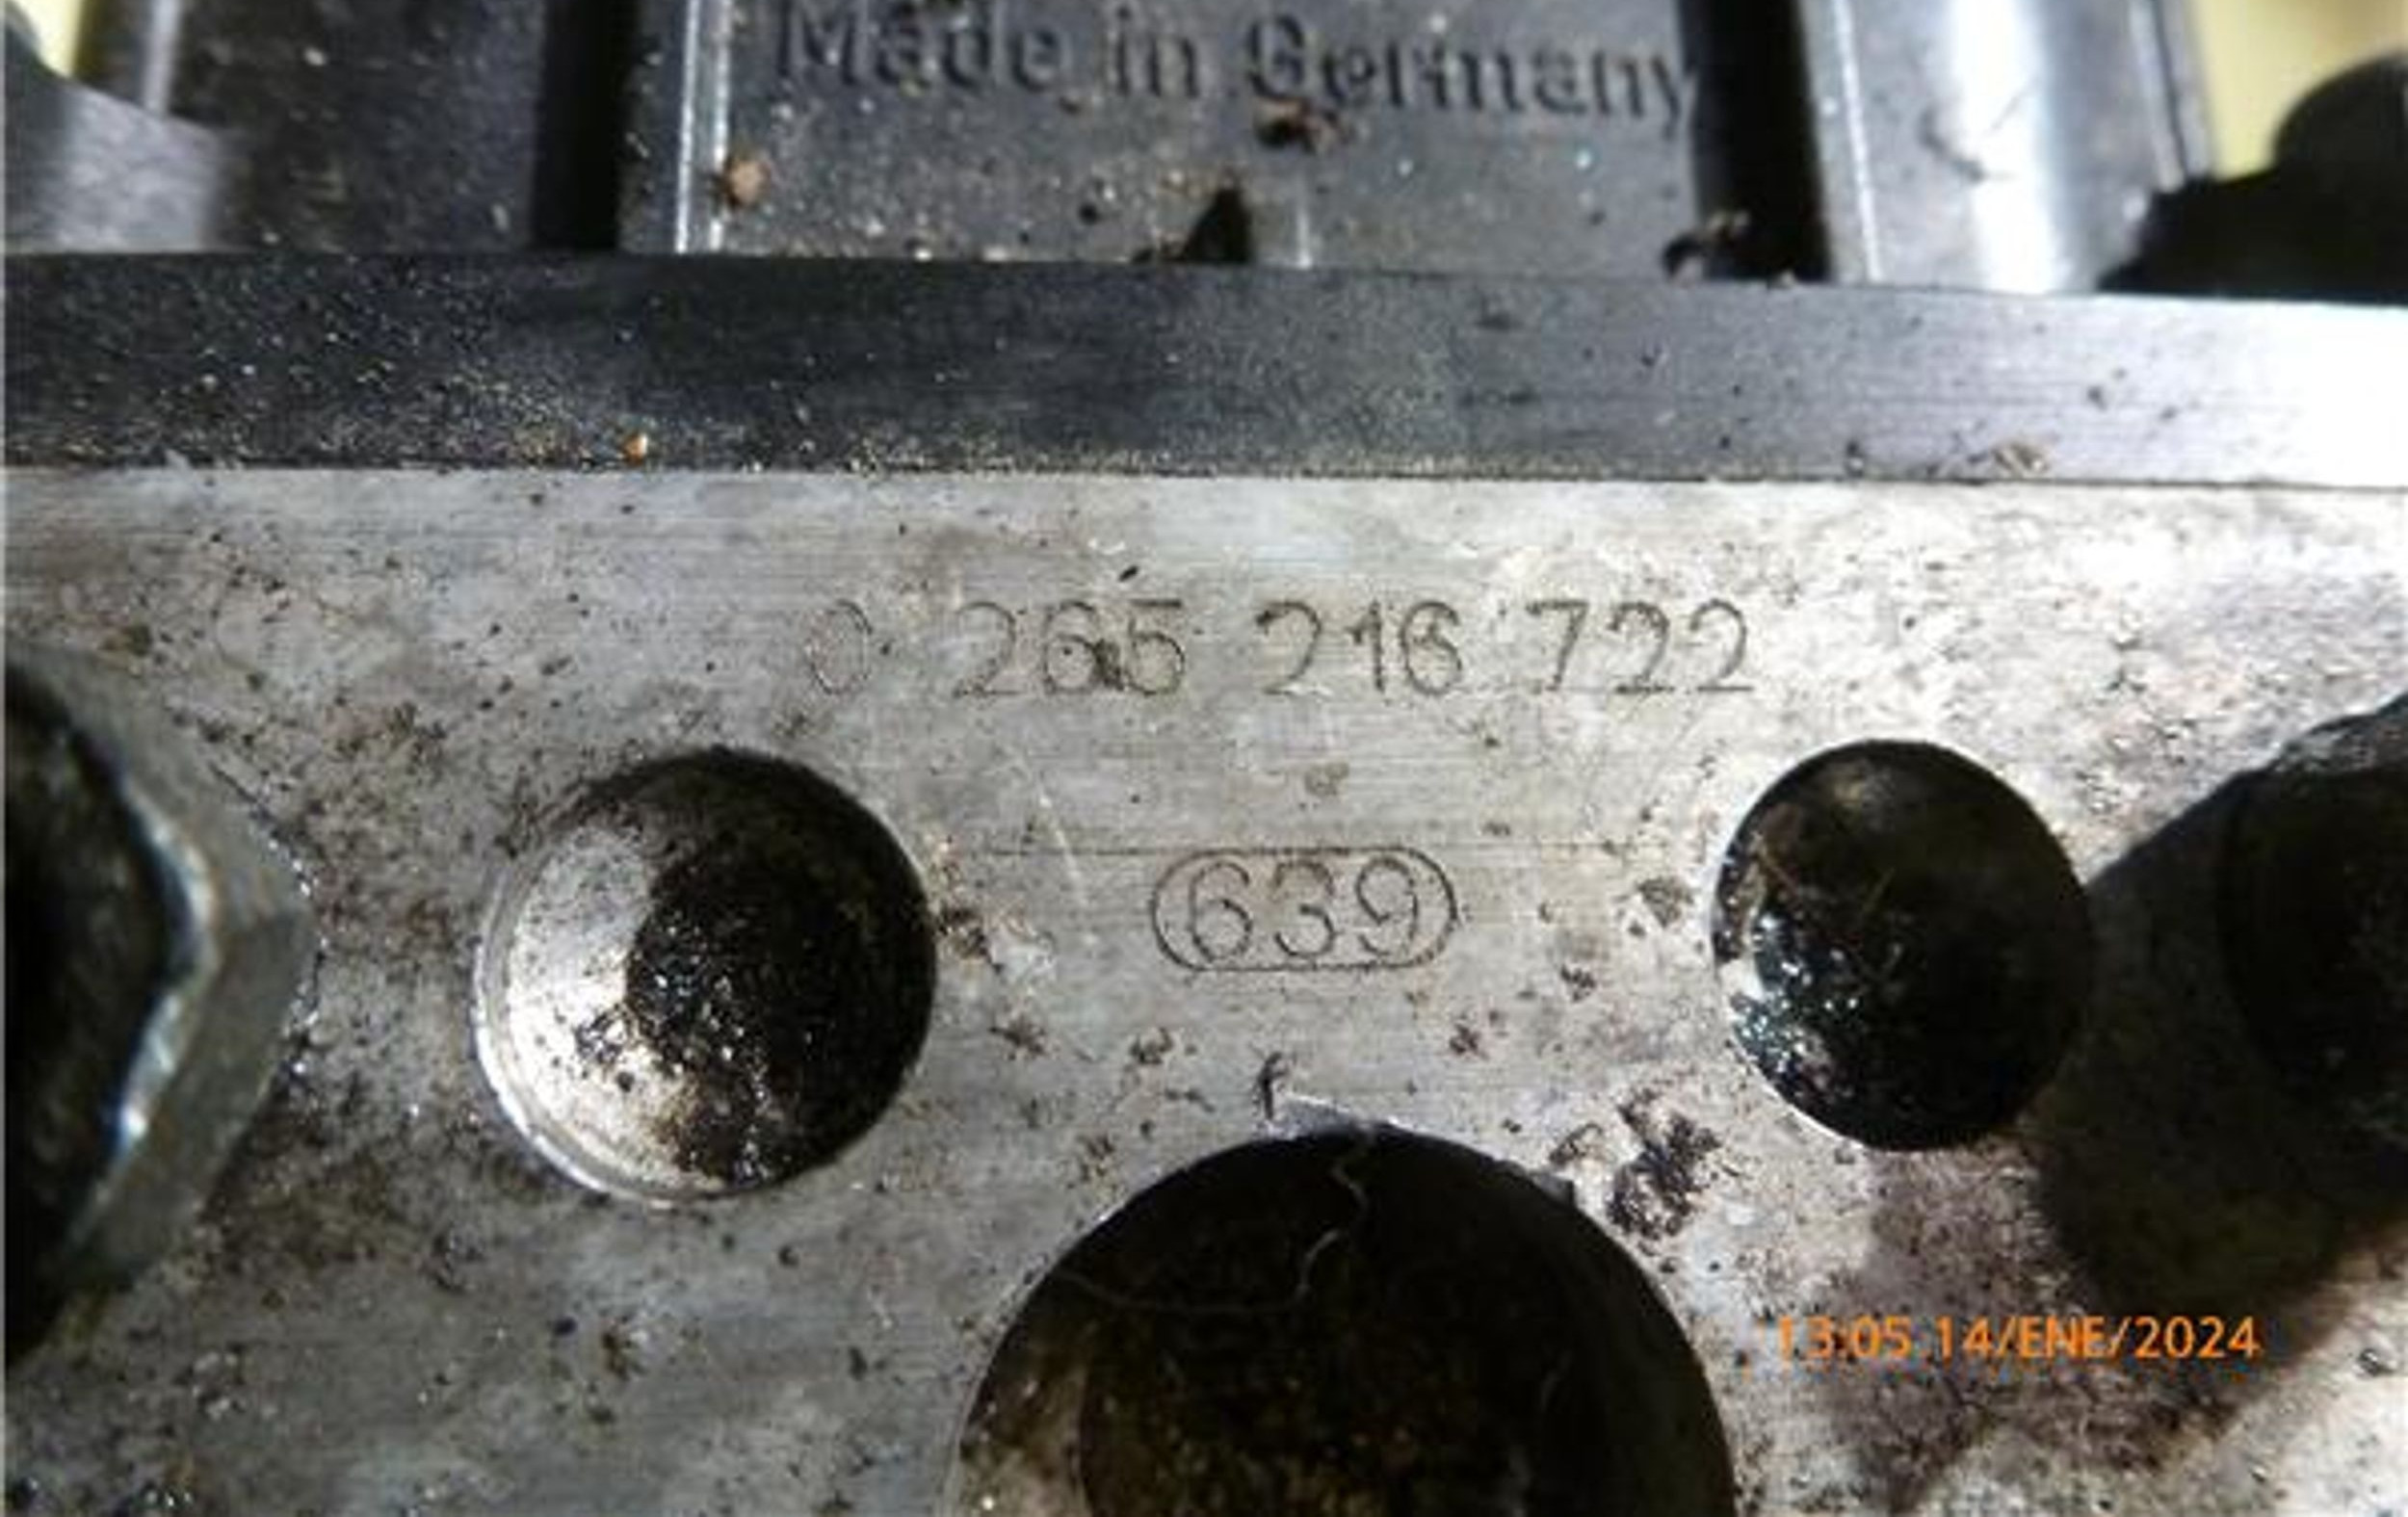 Made in Germany
0 265 216 722
639
13:05 14/ENE/2024